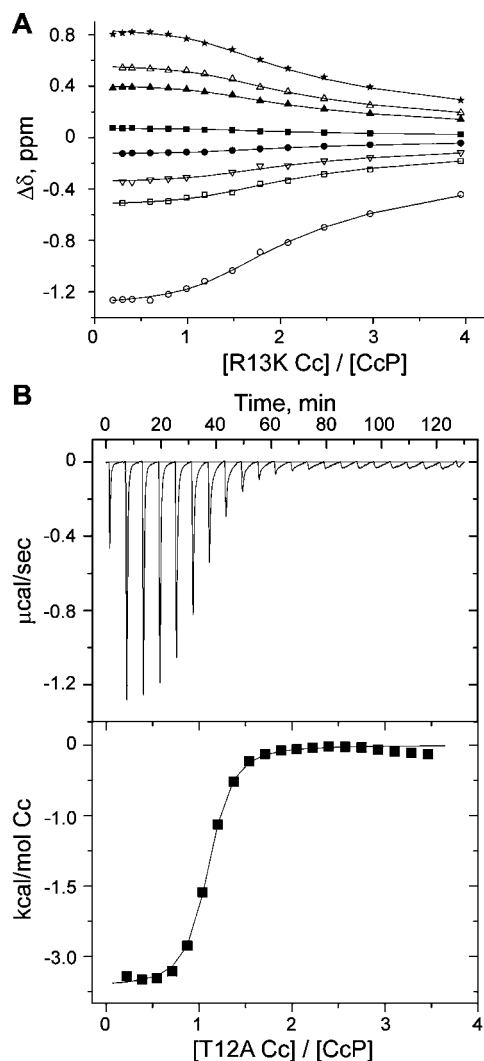 A
0.8
0.4
0
-0.4
-0.8
-1.2
Δδ, ppm
0 1 2 3 4
[R13K Cc] / [CcP]
B
Time, min
0 20 40 60 80 100 120
0
-0.4
-0.8
-1.2
μcal/sec
0
-1.0
-1.5
-3.0
kcal/mol Cc
0 1 2 3 4
[T12A Cc] / [CcP]